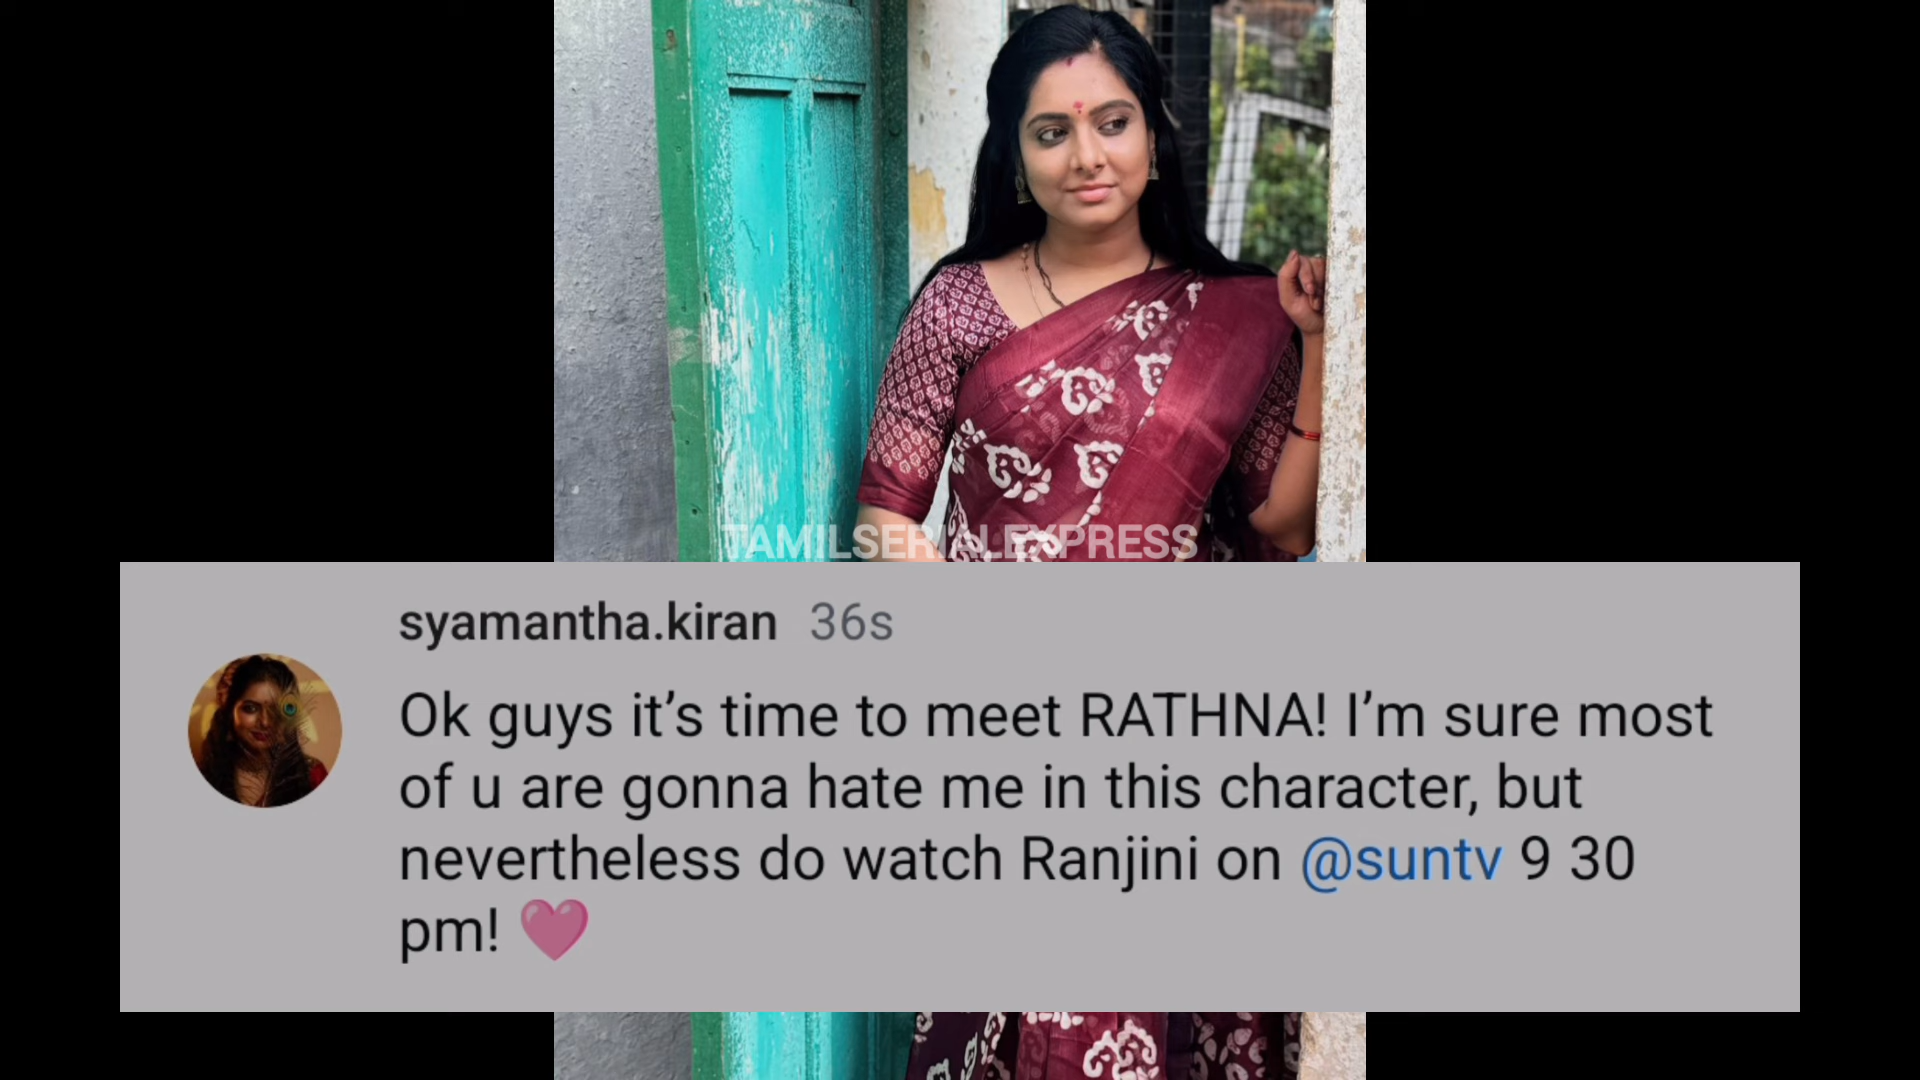 TAMILSERIALEXPRESS
syamantha.kiran 36s
Ok guys it’s time to meet RATHNA! I’m sure most
of u are gonna hate me in this character, but
nevertheless do watch Ranjini on @suntv 9 30
pm! 🩷